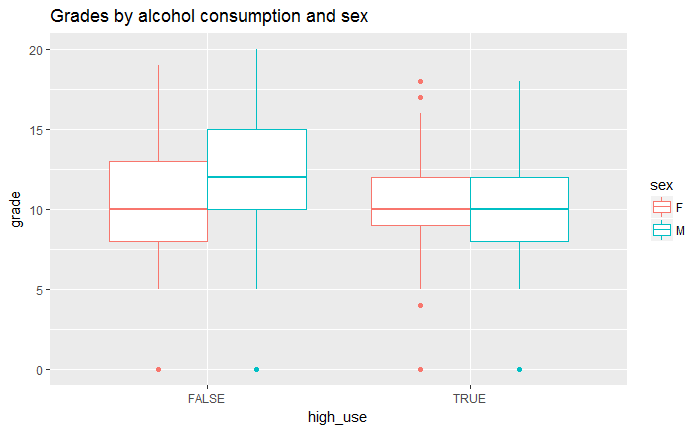 Grades by alcohol consumption and sex
grade
20
15
10
5
0
FALSE
TRUE
high_use
sex
F
M